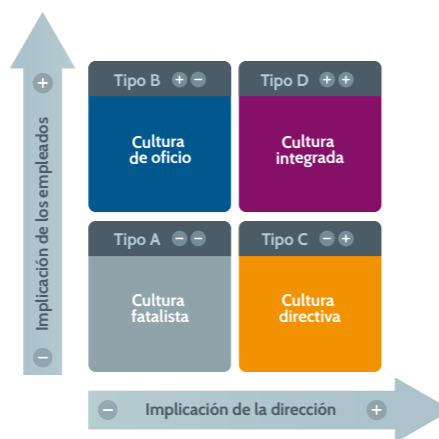 Implicación de los empleados
+
−
Tipo B + −
Cultura
de oficio
Tipo D + +
Cultura
integrada
Tipo A − −
Cultura
fatalista
Tipo C − +
Cultura
directiva
− Implicación de la dirección +